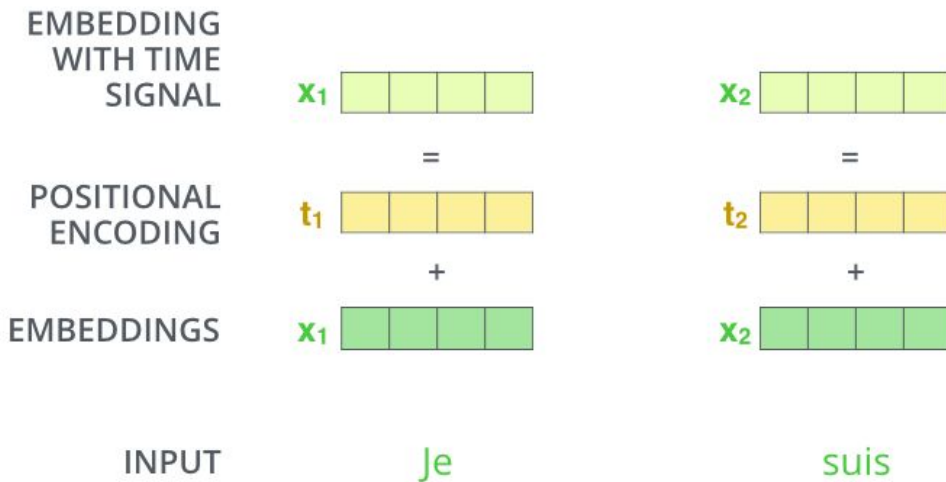 EMBEDDING
WITH TIME
SIGNAL
x₁
x₂
=
=
POSITIONAL
ENCODING
t₁
t₂
+
+
EMBEDDINGS
x₁
x₂
INPUT
Je
suis